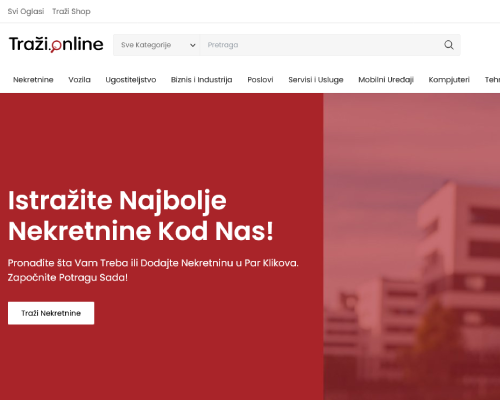 Svi Oglasi Traži Shop
Traži.online Sve Kategorije Pretraga
Nekretnine Vozila Ugostiteljstvo Biznis i Industrija Poslovi Servisi i Usluge Mobilni Uređaji Kompjuteri
Istražite Najbolje
Nekretnine Kod Nas!
Pronađite šta Vam Treba ili Dodajte Nekretninu u Par Klikova.
Započnite Potragu Sada!
Traži Nekretnine